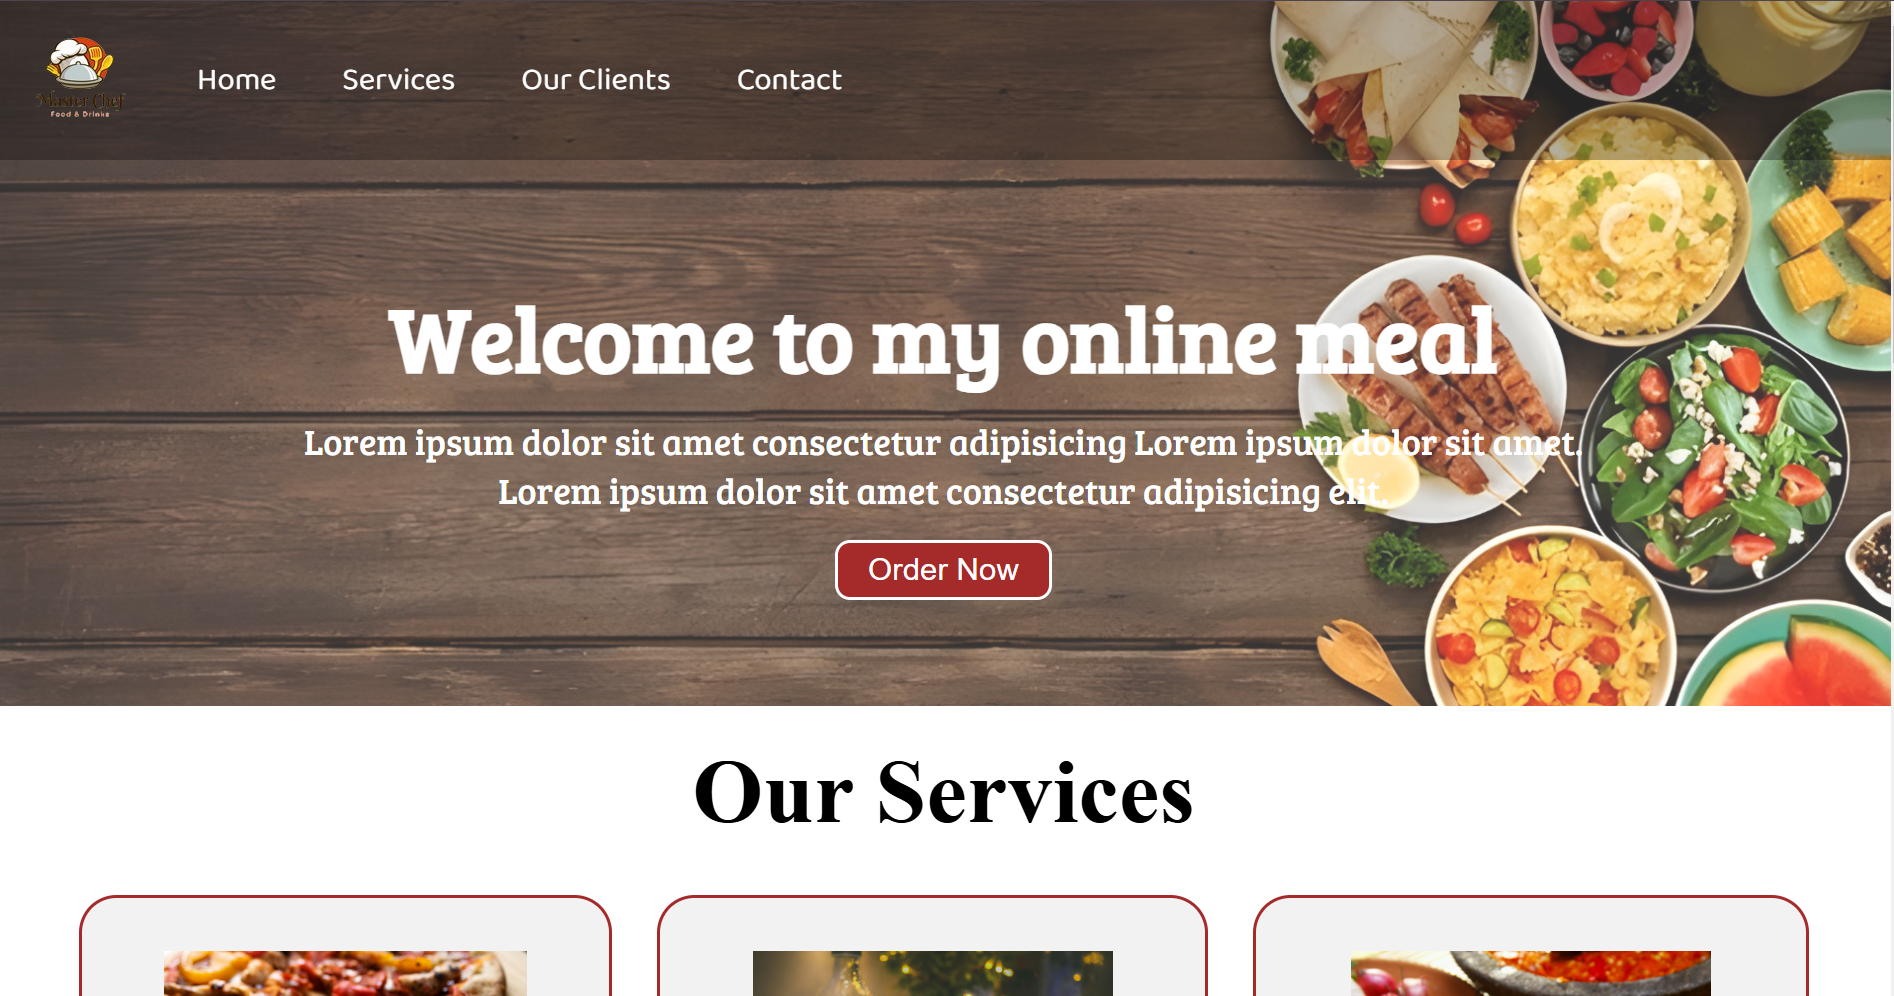 Master Chef
Food & Drinks
Home
Services
Our Clients
Contact
Welcome to my online meal
Lorem ipsum dolor sit amet consectetur adipisicing Lorem ipsum dolor sit amet.
Lorem ipsum dolor sit amet consectetur adipisicing elit.
Order Now
Our Services